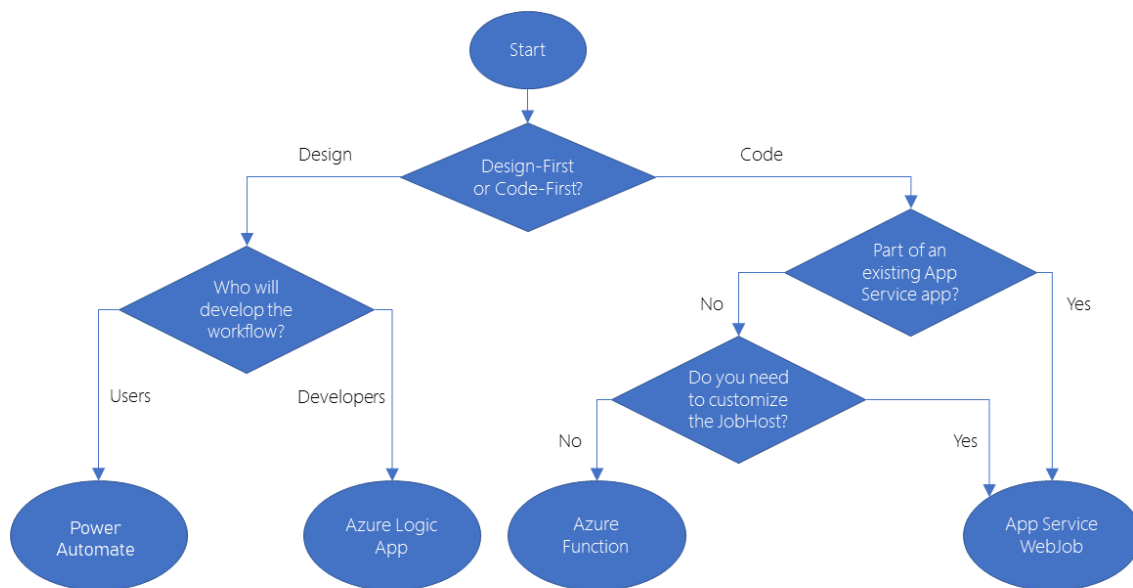 Start
Design
Design-First
or Code-First?
Code
Who will
develop the
workflow?
Part of an
existing App
Service app?
No
Yes
Do you need
to customize
the JobHost?
Users
Developers
No
Yes
Power
Automate
Azure Logic
App
Azure
Function
App Service
WebJob